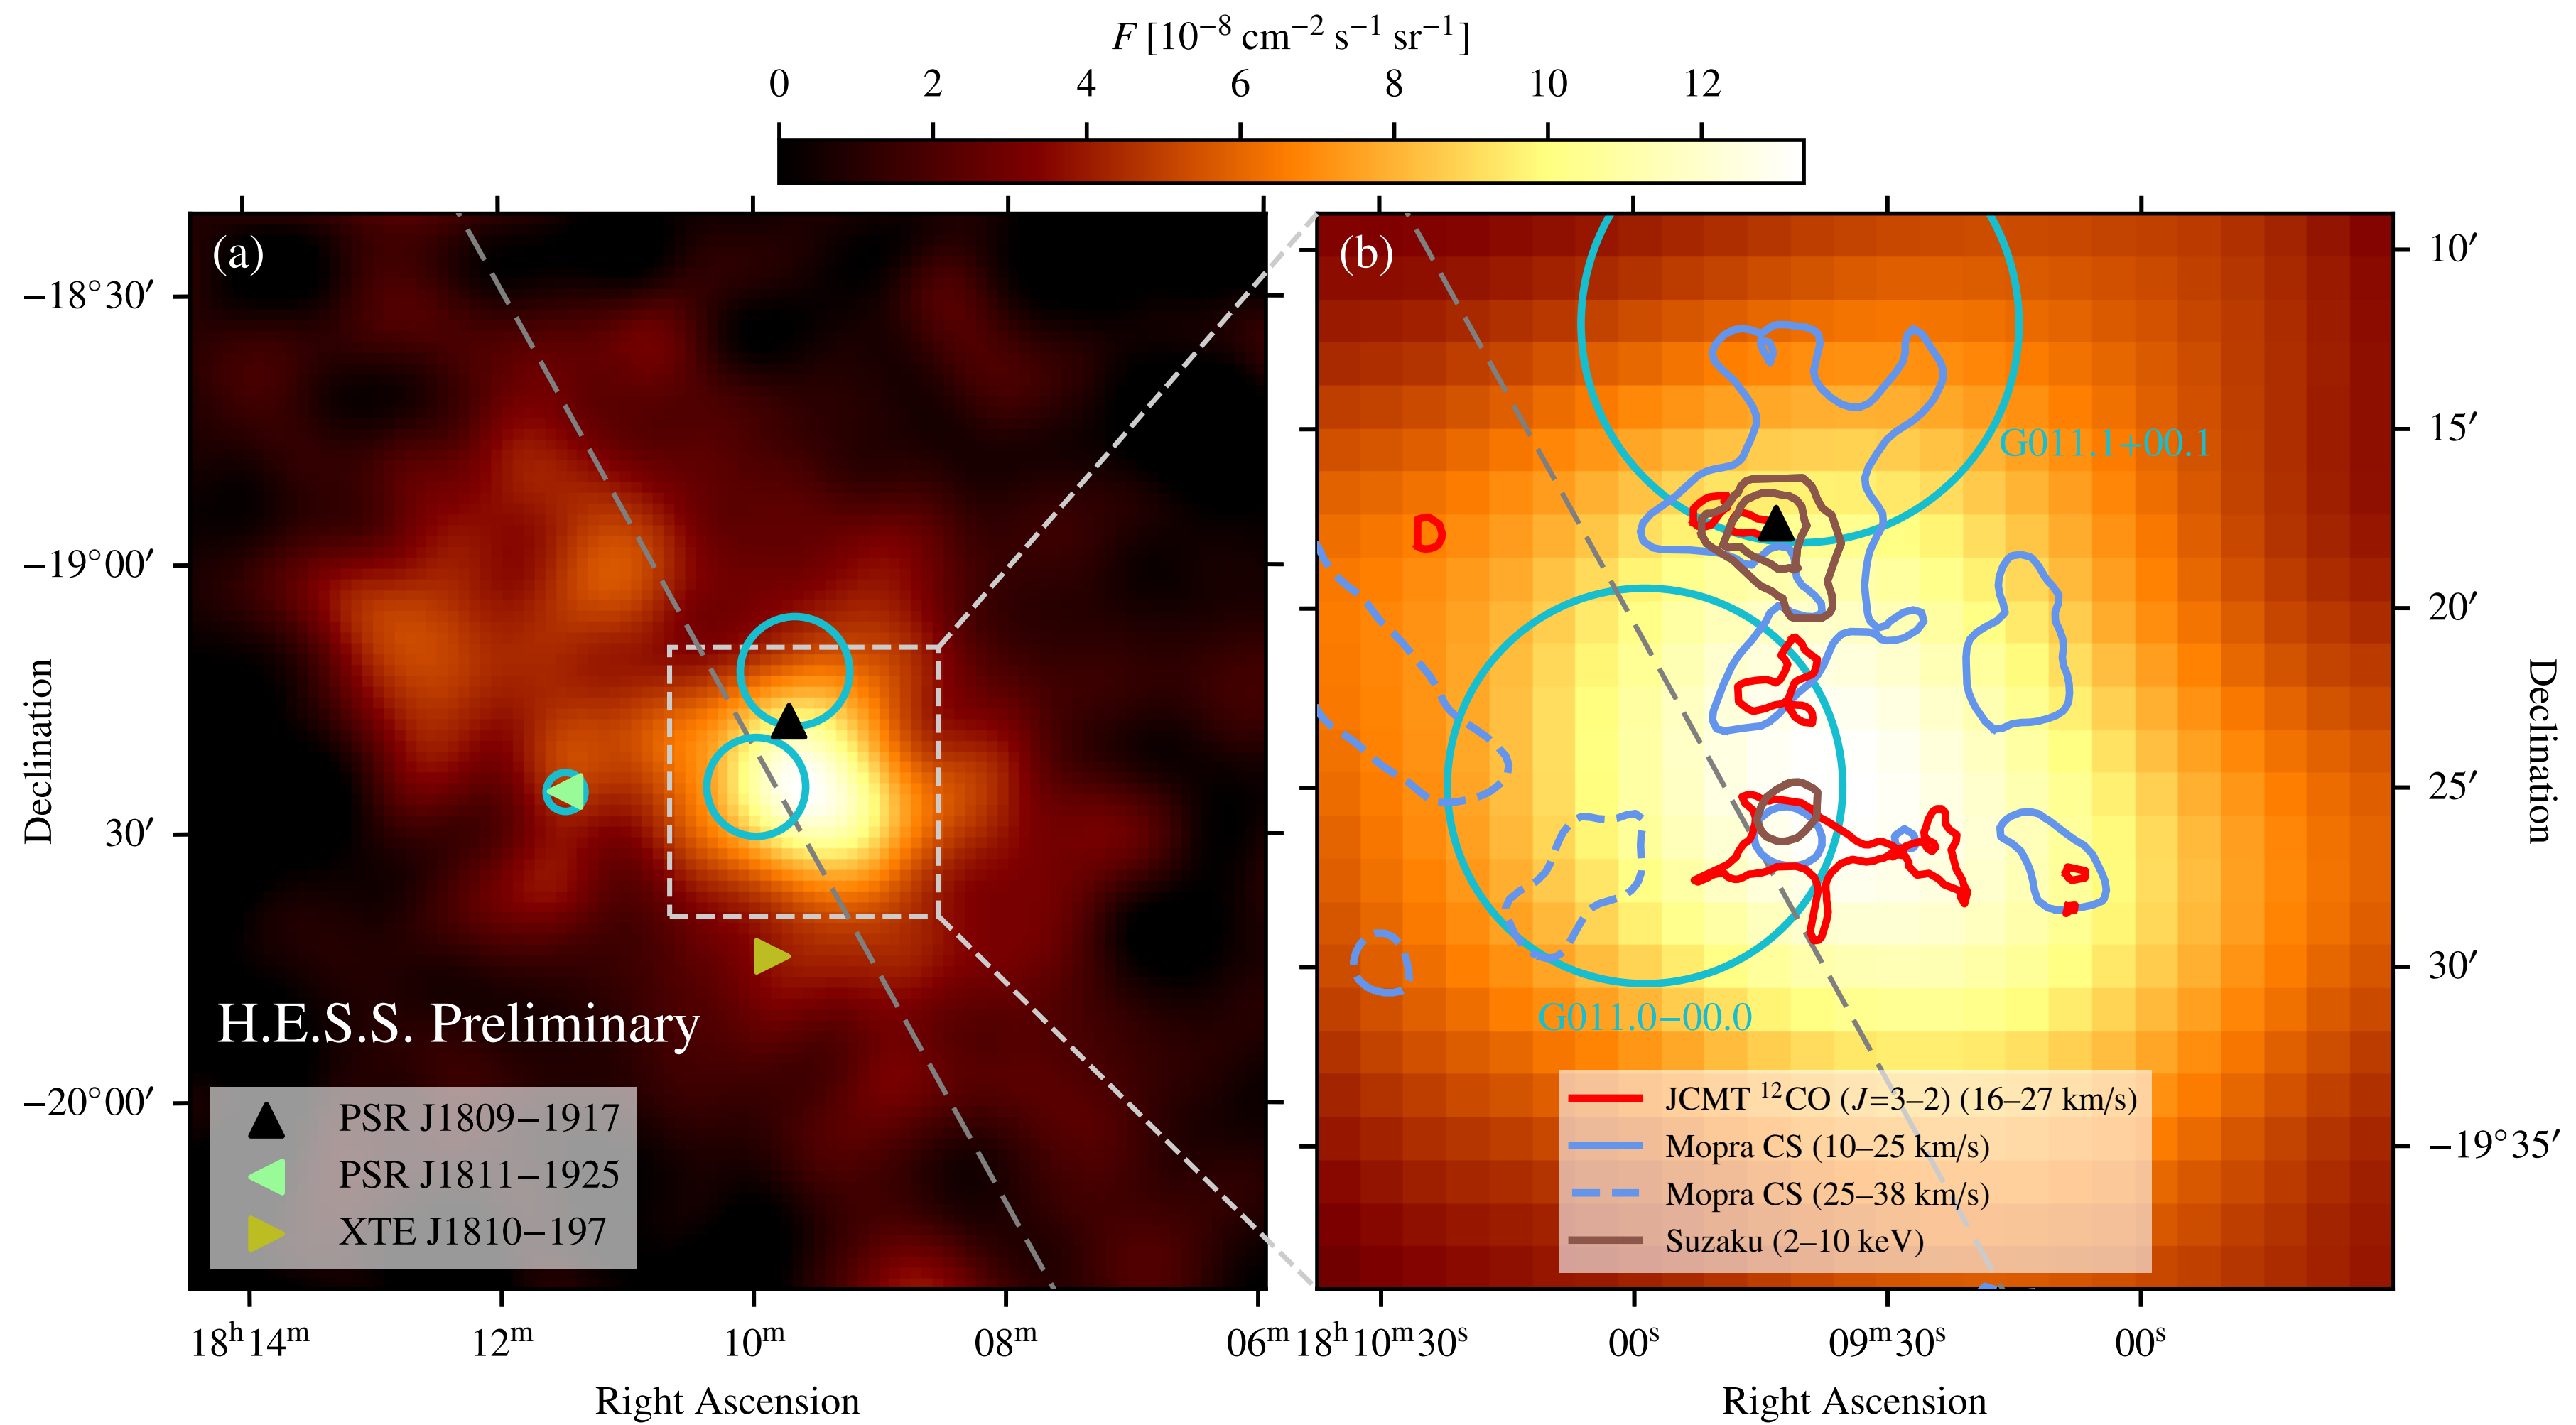 F [10⁻⁸ cm⁻² s⁻¹ sr⁻¹]
0 2 4 6 8 10 12
(a)
−18°30′
−19°00′
30′
−20°00′
Declination
H.E.S.S. Preliminary
PSR J1809−1917
PSR J1811−1925
XTE J1810−197
18ʰ14ᵐ 12ᵐ 10ᵐ 08ᵐ 06ᵐ
Right Ascension
(b)
G011.1+00.1
G011.0−00.0
JCMT ¹²CO (J=3–2) (16–27 km/s)
Mopra CS (10–25 km/s)
Mopra CS (25–38 km/s)
Suzaku (2–10 keV)
10′
15′
20′
25′
30′
−19°35′
Declination
18ʰ10ᵐ30ˢ 00ˢ 09ᵐ30ˢ 00ˢ
Right Ascension